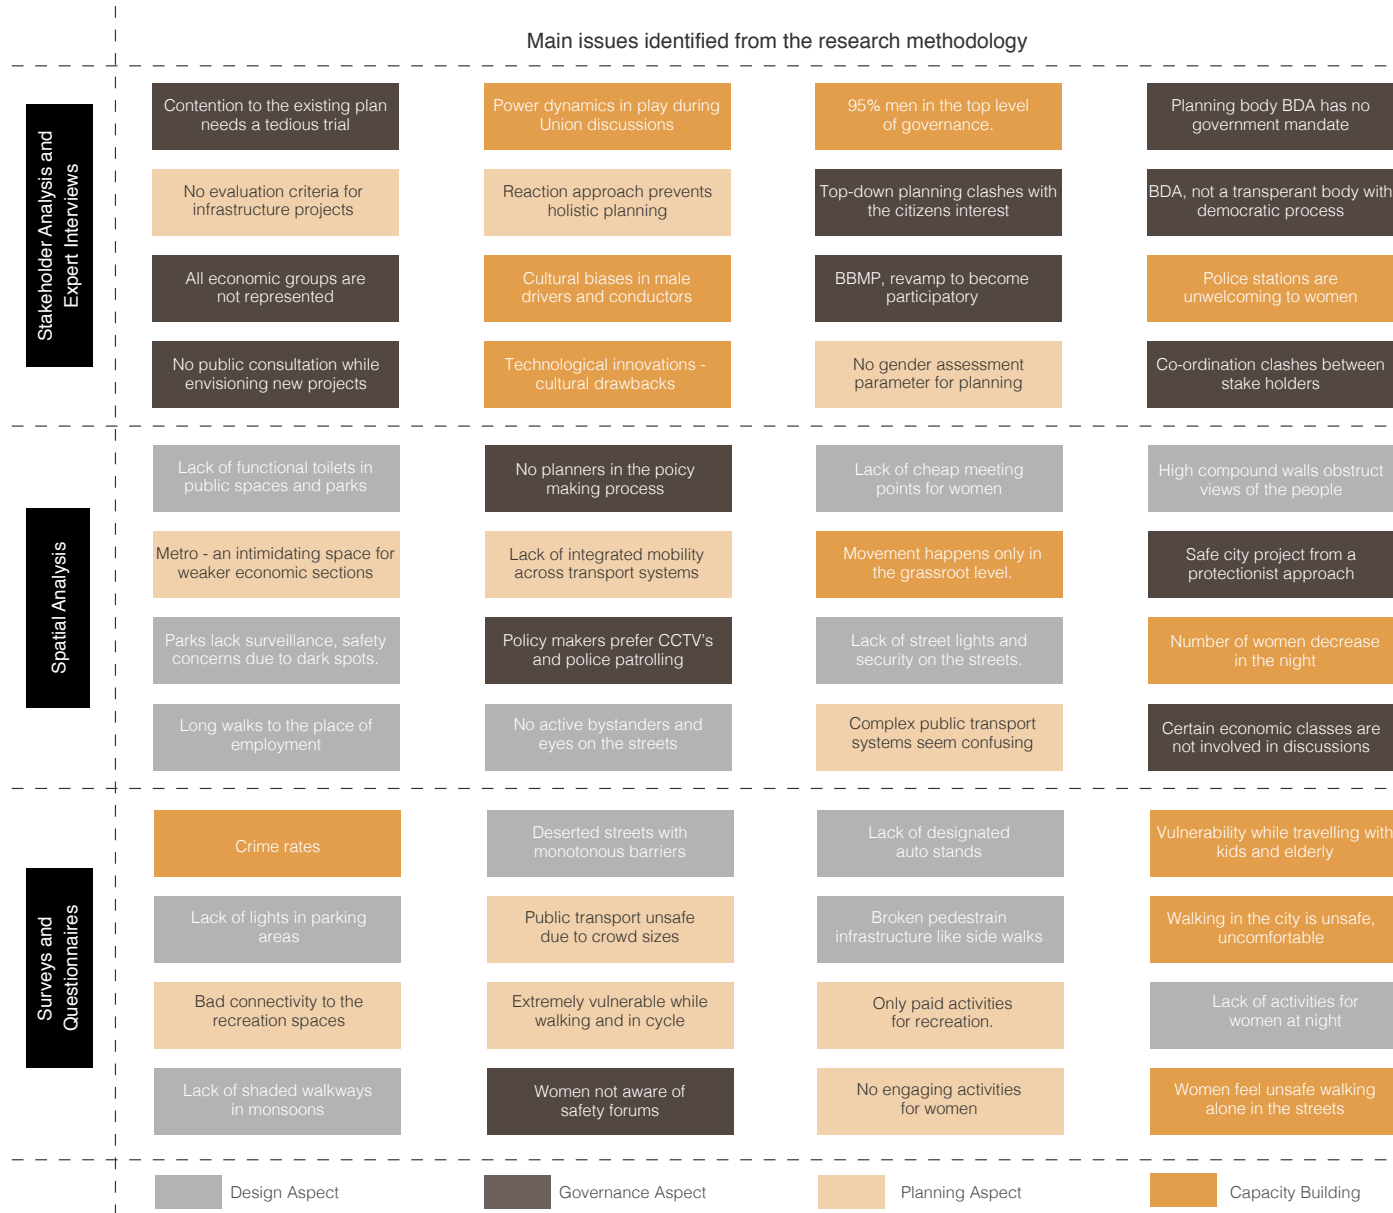 Main issues identified from the research methodology
Stakeholder Analysis and
Expert Interviews
Contention to the existing plan
needs a tedious trial
Power dynamics in play during
Union discussions
95% men in the top level
of governance.
Planning body BDA has no
government mandate
No evaluation criteria for
infrastructure projects
Reaction approach prevents
holistic planning
Top-down planning clashes with
the citizens interest
BDA, not a transperant body with
democratic process
All economic groups are
not represented
Cultural biases in male
drivers and conductors
BBMP, revamp to become
participatory
Police stations are
unwelcoming to women
No public consultation while
envisioning new projects
Technological innovations -
cultural drawbacks
No gender assessment
parameter for planning
Co-ordination clashes between
stake holders
Spatial Analysis
Lack of functional toilets in
public spaces and parks
No planners in the poicy
making process
Lack of cheap meeting
points for women
High compound walls obstruct
views of the people
Metro - an intimidating space for
weaker economic sections
Lack of integrated mobility
across transport systems
Movement happens only in
the grassroot level.
Safe city project from a
protectionist approach
Parks lack surveillance, safety
concerns due to dark spots.
Policy makers prefer CCTV's
and police patrolling
Lack of street lights and
security on the streets.
Number of women decrease
in the night
Long walks to the place of
employment
No active bystanders and
eyes on the streets
Complex public transport
systems seem confusing
Certain economic classes are
not involved in discussions
Surveys and
Questionnaires
Crime rates
Deserted streets with
monotonous barriers
Lack of designated
auto stands
Vulnerability while travelling with
kids and elderly
Lack of lights in parking
areas
Public transport unsafe
due to crowd sizes
Broken pedestrain
infrastructure like side walks
Walking in the city is unsafe,
uncomfortable
Bad connectivity to the
recreation spaces
Extremely vulnerable while
walking and in cycle
Only paid activities
for recreation.
Lack of activities for
women at night
Lack of shaded walkways
in monsoons
Women not aware of
safety forums
No engaging activities
for women
Women feel unsafe walking
alone in the streets
Design Aspect
Governance Aspect
Planning Aspect
Capacity Building